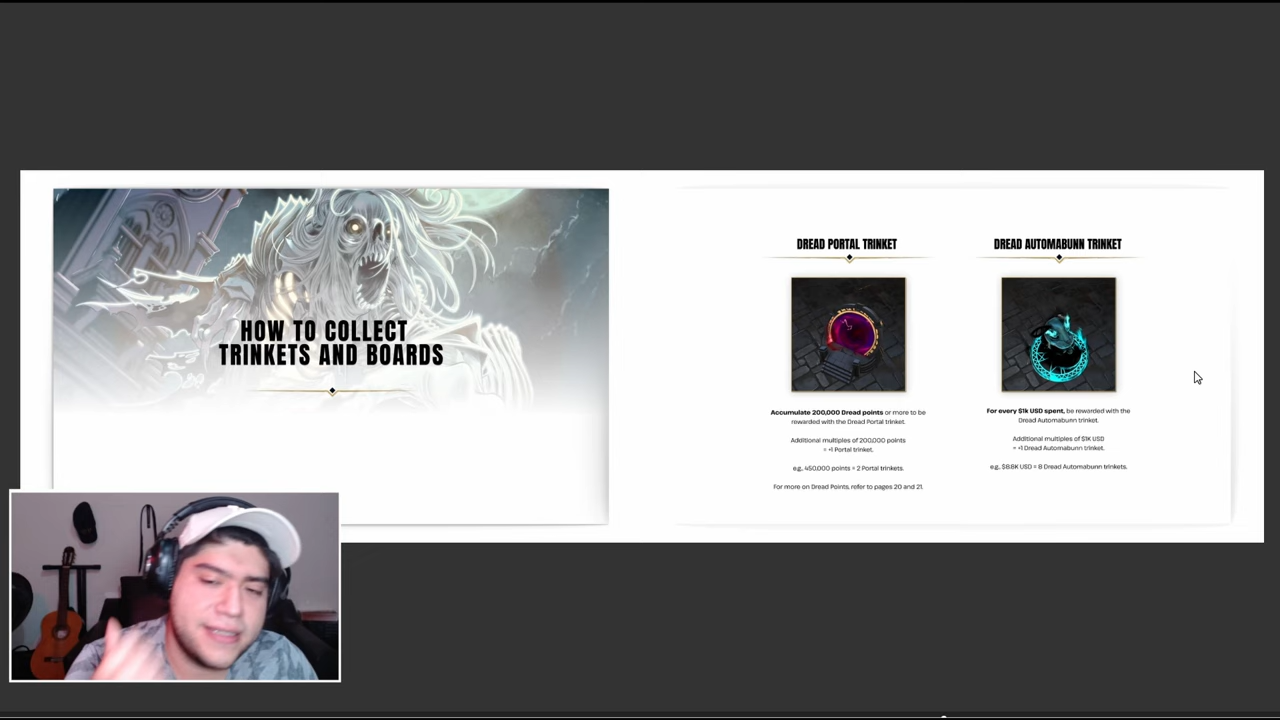 HOW TO COLLECT
TRINKETS AND BOARDS
DREAD PORTAL TRINKET
Accumulate 200,000 Dread points or more to be
rewarded with the Dread Portal trinket.
Additional multiples of 200,000 points
= +1 Portal trinket.
e.g., 450,000 points = 2 Portal trinkets.
For more on Dread Points, refer to pages 20 and 21.
DREAD AUTOMABUNN TRINKET
For every $1k USD spent, be rewarded with the
Dread Automabunn trinket.
Additional multiples of $1K USD
= +1 Dread Automabunn trinket.
e.g., $8.8K USD = 8 Dread Automabunn trinkets.